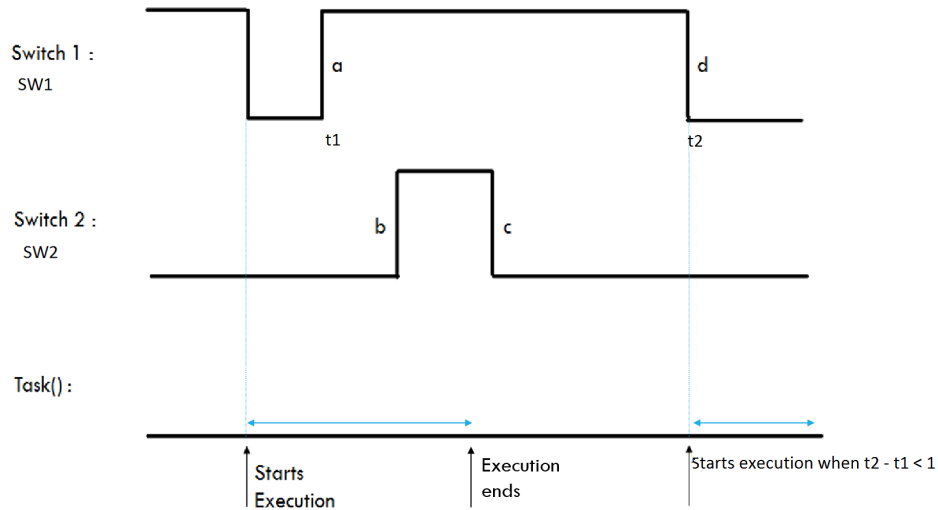 Switch 1 :
SW1
a
d
t1
t2
Switch 2 :
SW2
b
c
Task() :
Starts
Execution
Execution
ends
Starts execution when t2 - t1 < 1